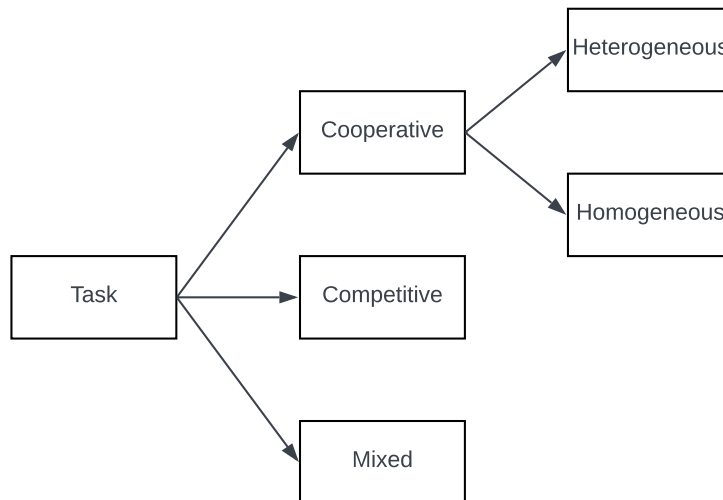 Heterogeneous
Cooperative
Homogeneous
Task
Competitive
Mixed